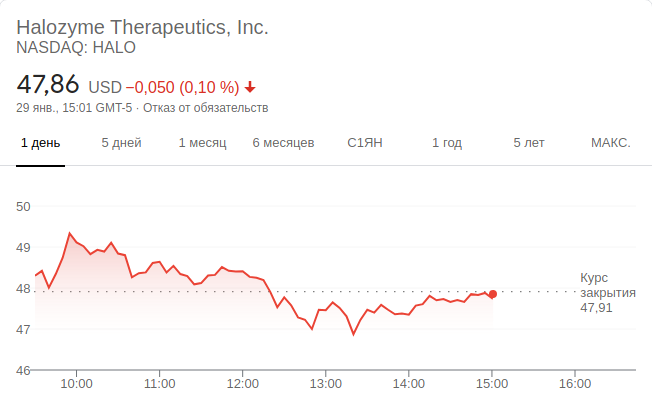 Halozyme Therapeutics, Inc.
NASDAQ: HALO
47,86 USD −0,050 (0,10 %)
29 янв., 15:01 GMT-5 · Отказ от обязательств
1 день 5 дней 1 месяц 6 месяцев С1ЯН 1 год 5 лет МАКС.
50
49
48
47
46
Курс
закрытия
47,91
10:00 11:00 12:00 13:00 14:00 15:00 16:00